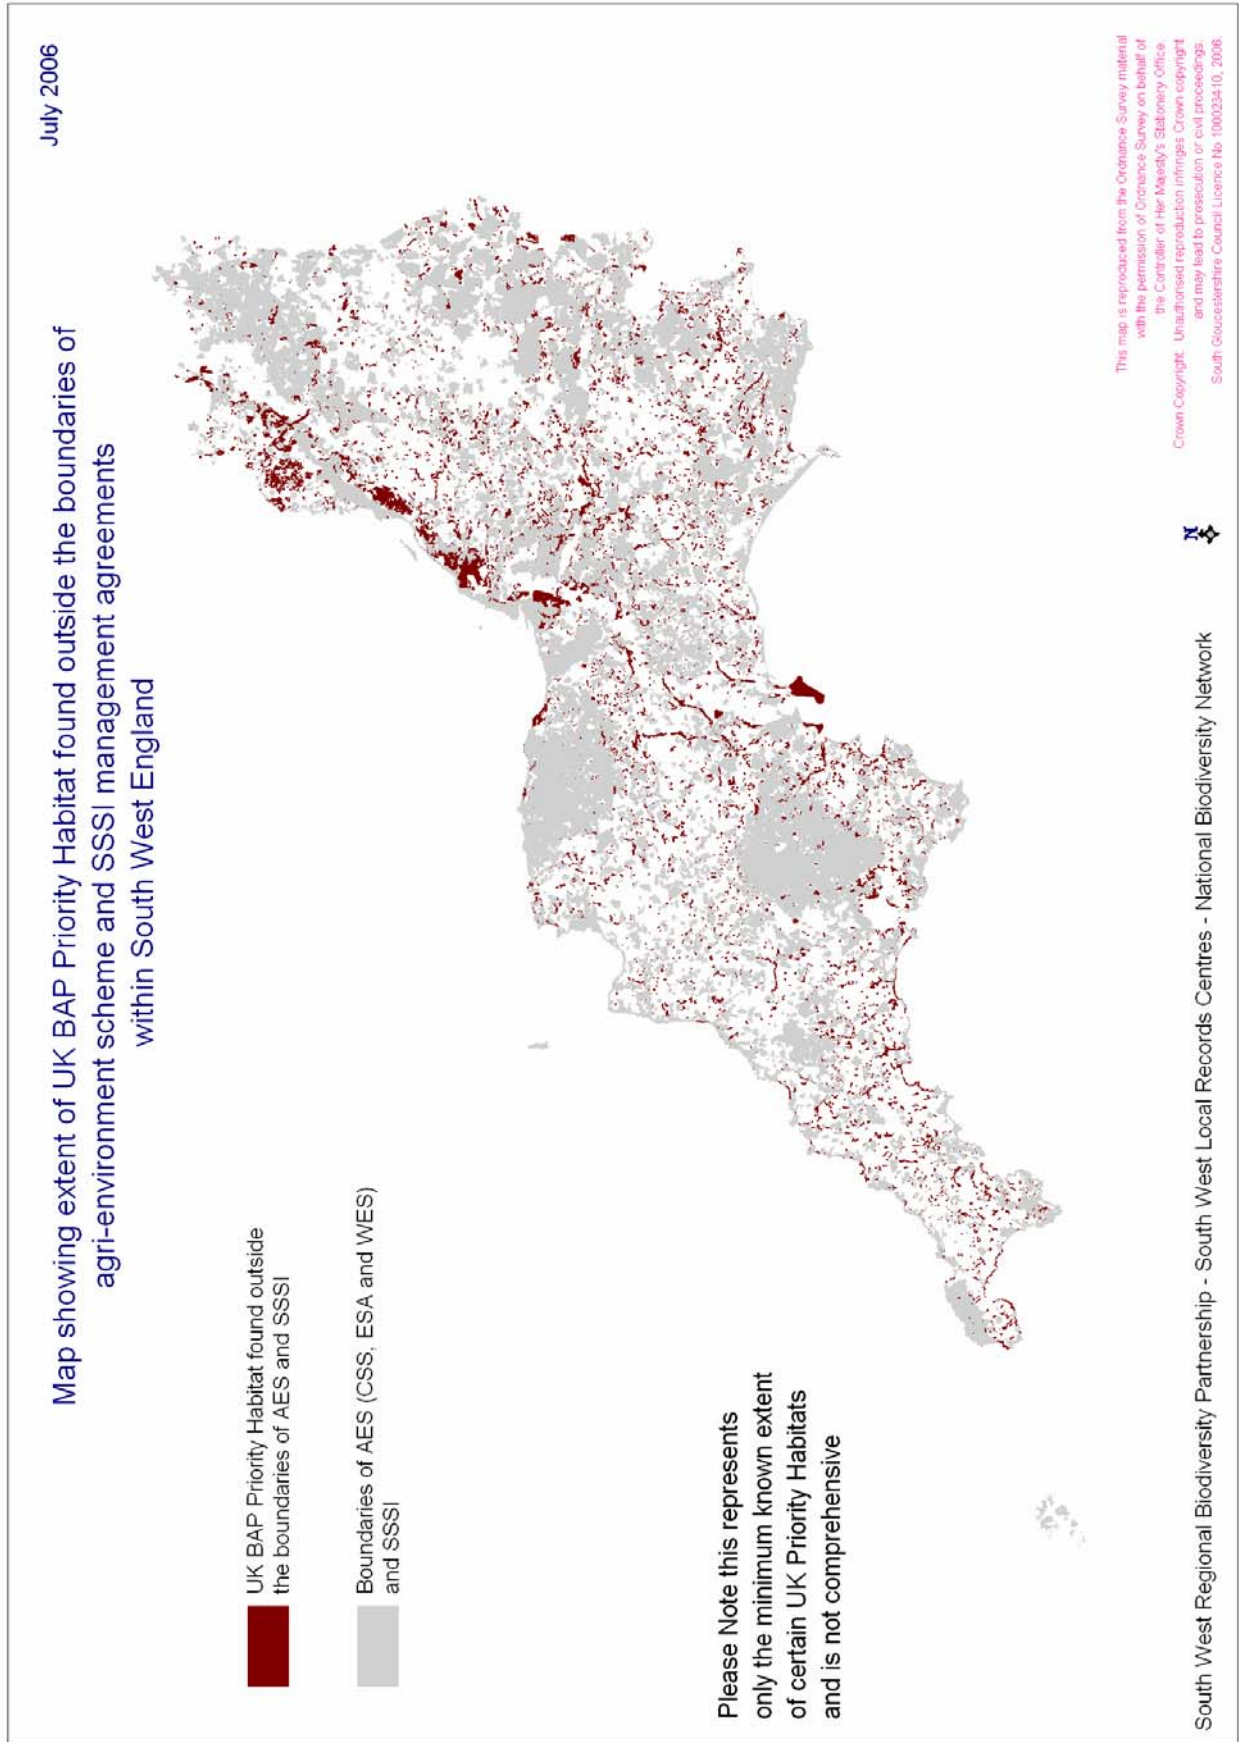 July 2006
Map showing extent of UK BAP Priority Habitat found outside the boundaries of
agri-environment scheme and SSSI management agreements
within South West England
UK BAP Priority Habitat found outside
the boundaries of AES and SSSI
Boundaries of AES (CSS, ESA and WES)
and SSSI
Please Note this represents
only the minimum known extent
of certain UK Priority Habitats
and is not comprehensive
N
This map is reproduced from the Ordnance Survey material
with the permission of Ordnance Survey on behalf of
the Controller of Her Majesty's Stationery Office.
Crown Copyright. Unauthorised reproduction infringes Crown copyright
and may lead to prosecution or civil proceedings.
South Gloucestershire Council Licence No 100023410, 2006.
South West Regional Biodiversity Partnership - South West Local Records Centres - National Biodiversity Network